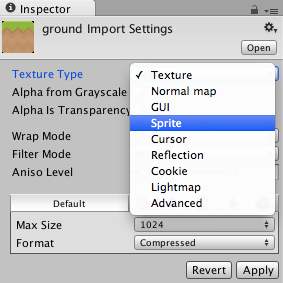 Inspector
ground Import Settings
Open
Texture Type
✓ Texture
Alpha from Grayscale
Normal map
Alpha Is Transparency
GUI
Sprite
Wrap Mode
Cursor
Filter Mode
Reflection
Aniso Level
Cookie
Lightmap
Default
Advanced
Max Size 1024
Format Compressed
Revert Apply